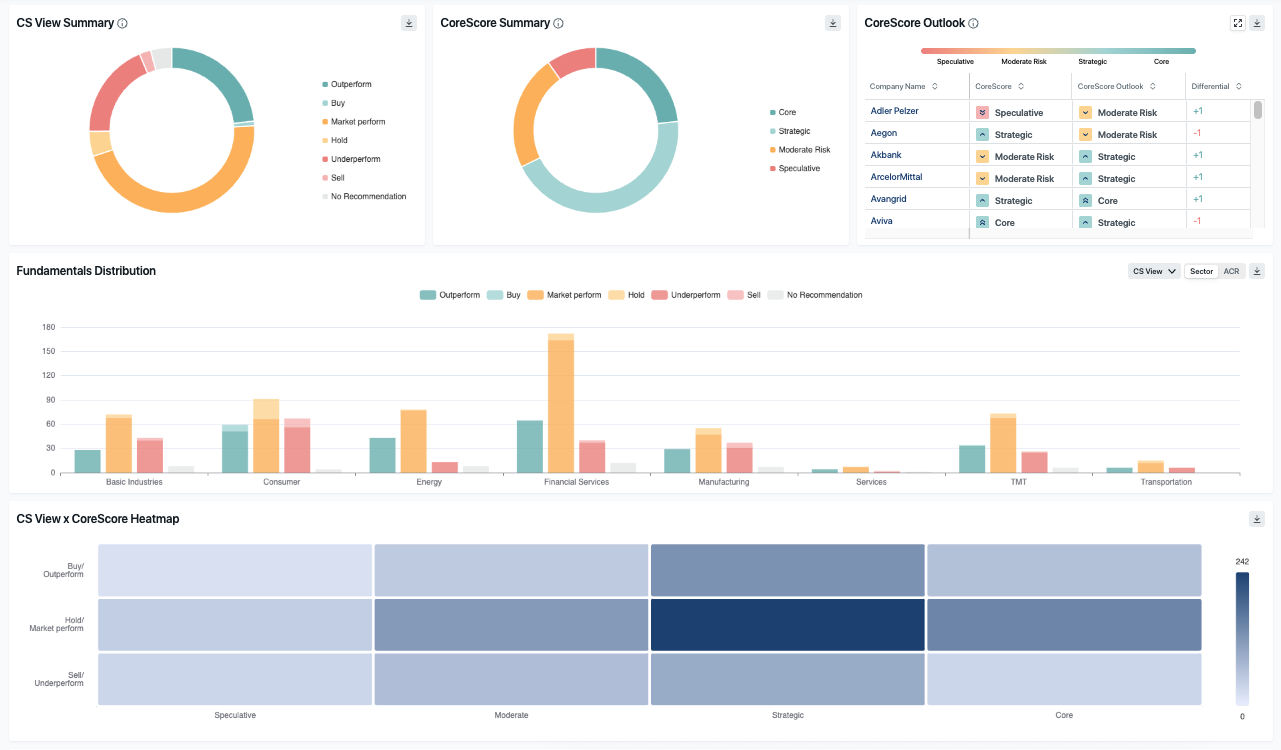 CS View Summary
Outperform
Buy
Market perform
Hold
Underperform
Sell
No Recommendation
CoreScore Summary
Core
Strategic
Moderate Risk
Speculative
CoreScore Outlook
Speculative Moderate Risk Strategic Core
Company Name CoreScore CoreScore Outlook Differential
Adler Pelzer Speculative Moderate Risk +1
Aegon Strategic Moderate Risk -1
Akbank Moderate Risk Strategic +1
ArcelorMittal Moderate Risk Strategic +1
Avangrid Strategic Core +1
Aviva Core Strategic -1
Fundamentals Distribution
CS View Sector ACR
Outperform Buy Market perform Hold Underperform Sell No Recommendation
180
150
120
90
60
30
0
Basic Industries Consumer Energy Financial Services Manufacturing Services TMT Transportation
CS View x CoreScore Heatmap
Buy/
Outperform
Hold/
Market perform
Sell/
Underperform
Speculative Moderate Strategic Core
242
0